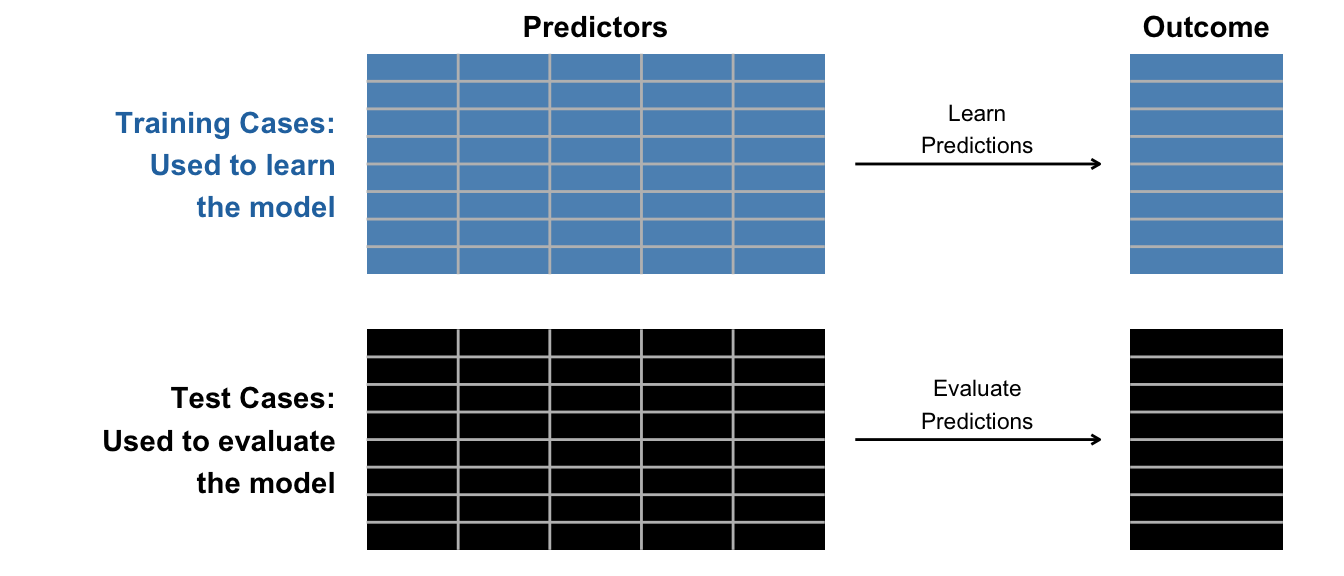 Predictors
Outcome
Training Cases:
Used to learn
the model
Learn
Predictions
Test Cases:
Used to evaluate
the model
Evaluate
Predictions